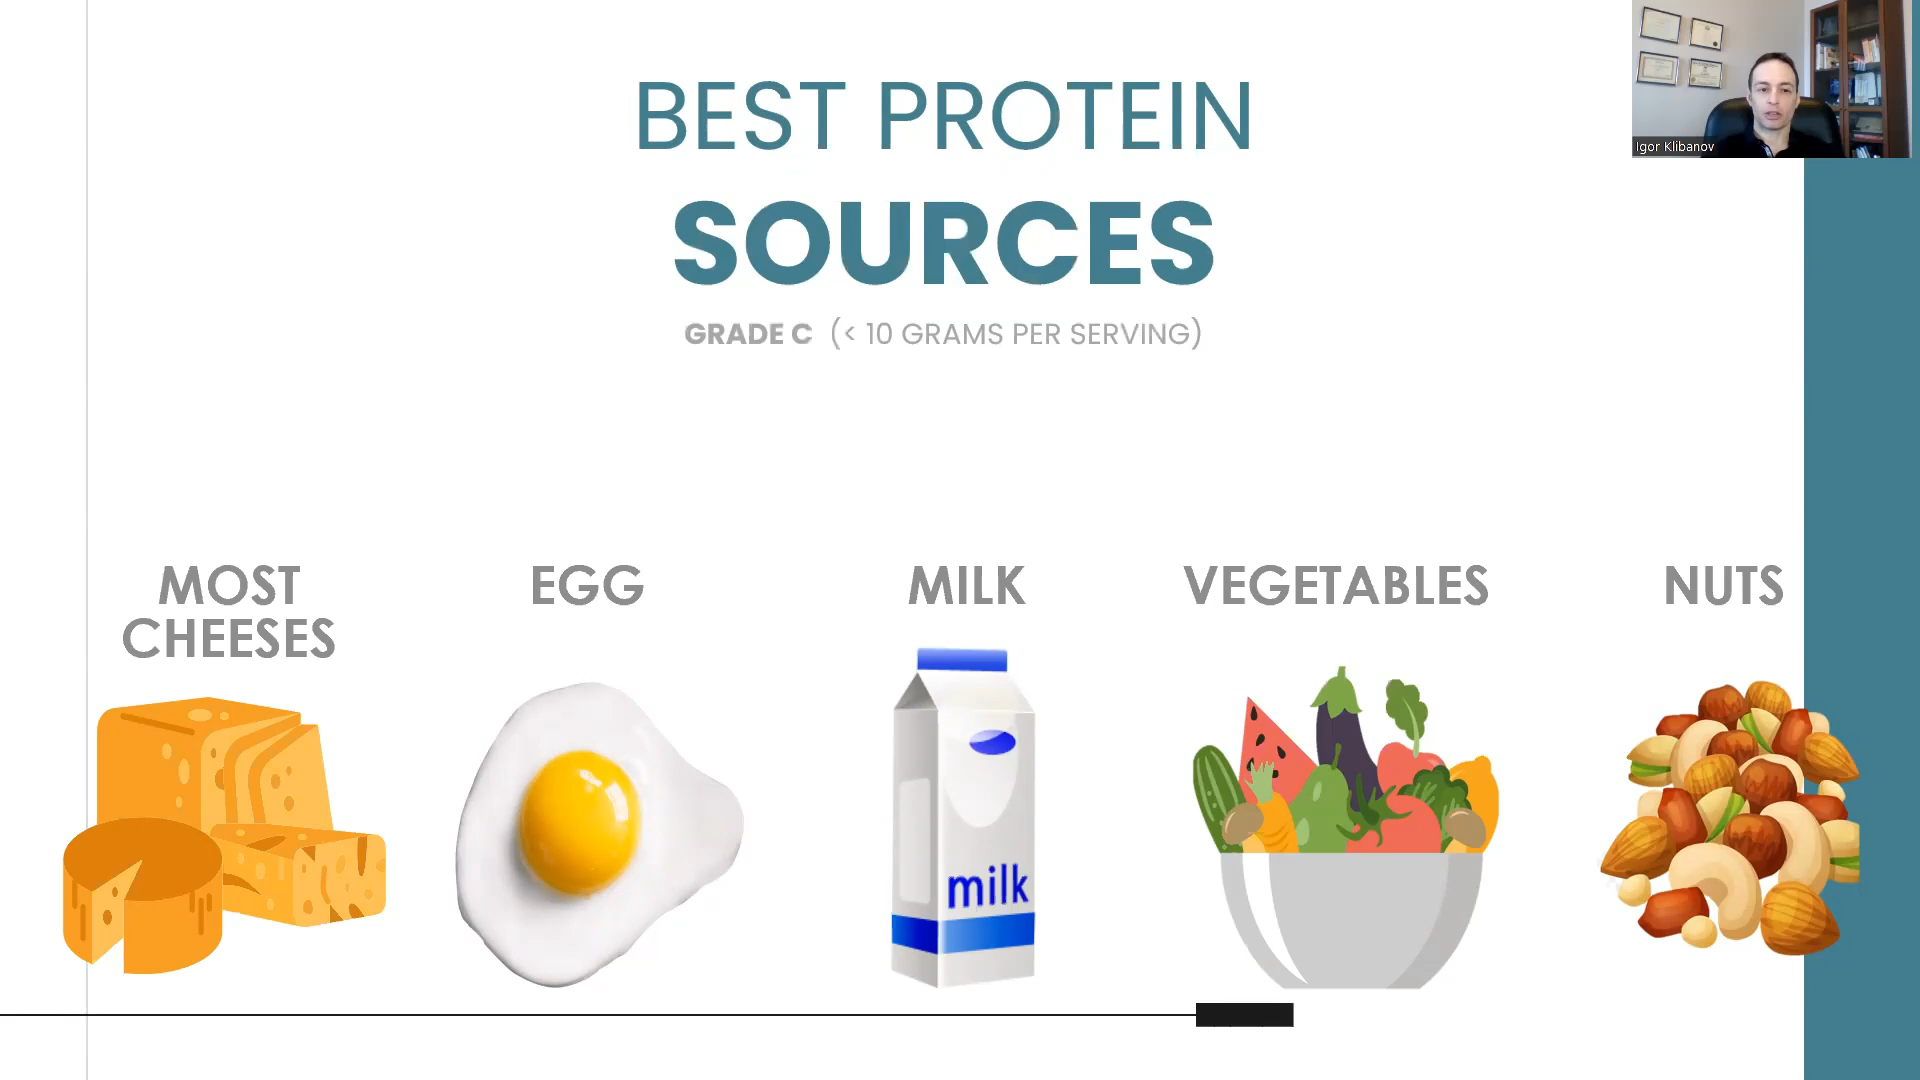 BEST PROTEIN
SOURCES
GRADE C (< 10 GRAMS PER SERVING)
Igor Klibanov
MOST
CHEESES
EGG
MILK
VEGETABLES
NUTS
milk